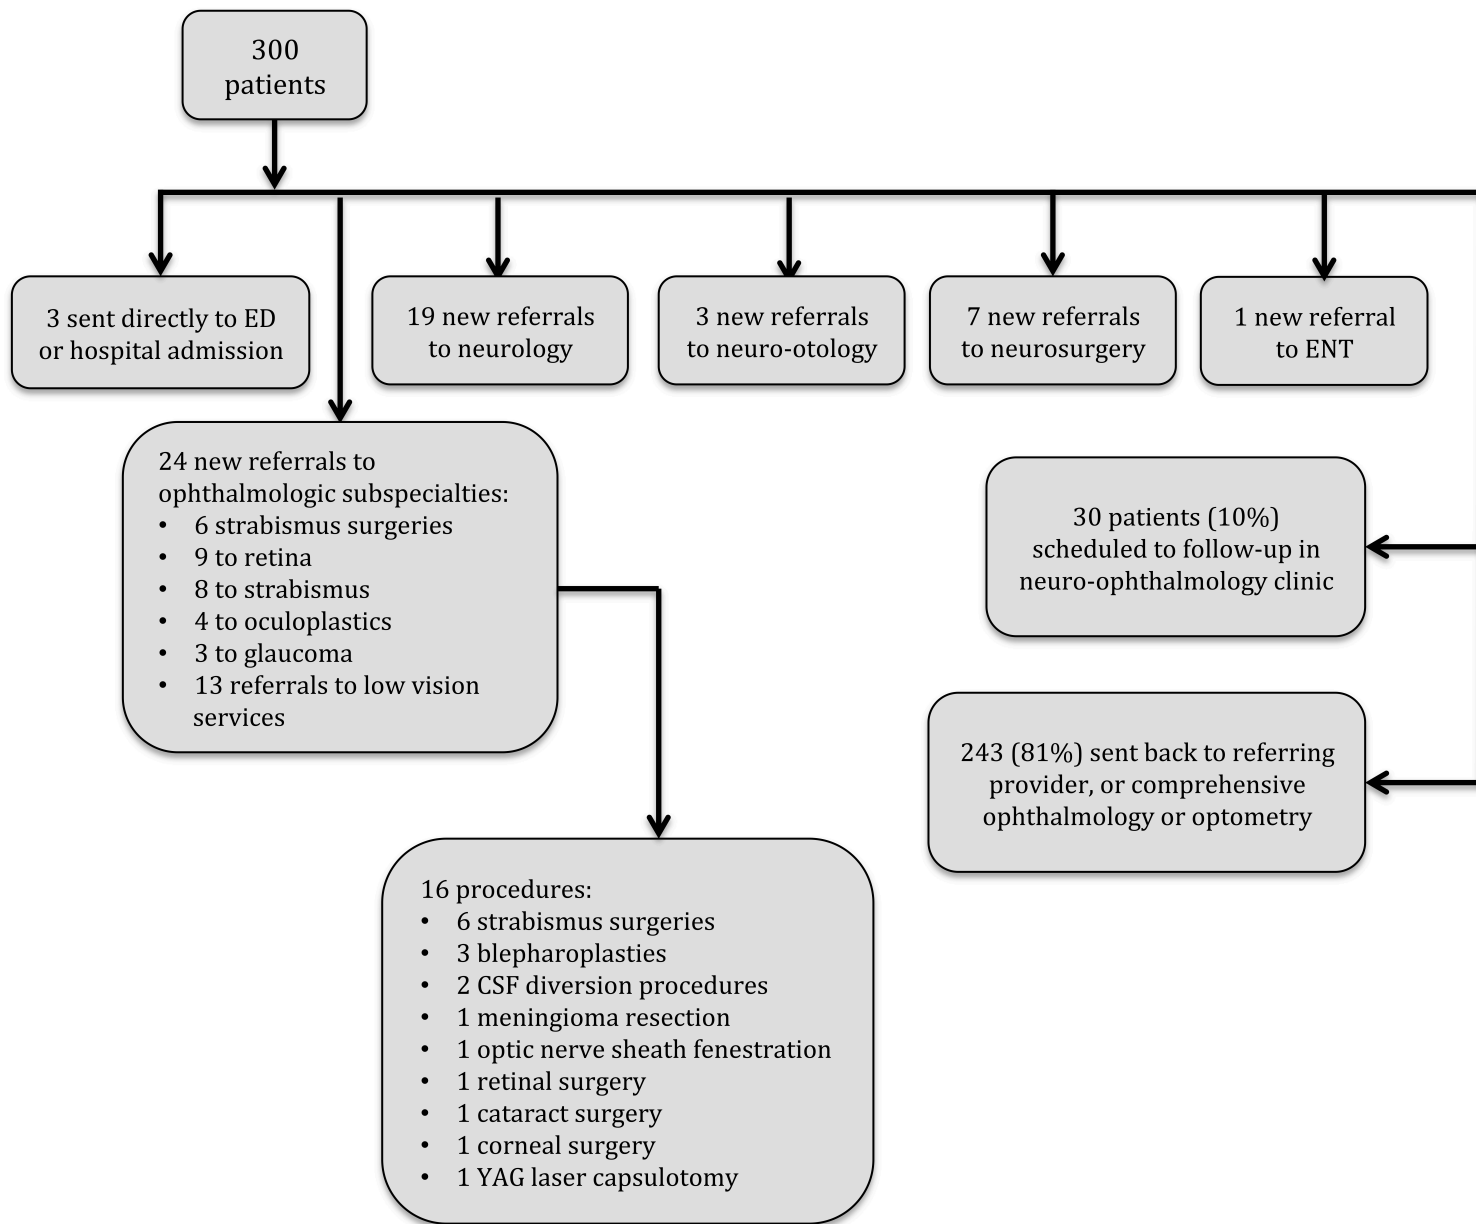 300
patients
3 sent directly to ED
or hospital admission
19 new referrals
to neurology
3 new referrals
to neuro-otology
7 new referrals
to neurosurgery
1 new referral
to ENT
24 new referrals to
ophthalmologic subspecialties:
• 6 strabismus surgeries
• 9 to retina
• 8 to strabismus
• 4 to oculoplastics
• 3 to glaucoma
• 13 referrals to low vision
services
30 patients (10%)
scheduled to follow-up in
neuro-ophthalmology clinic
243 (81%) sent back to referring
provider, or comprehensive
ophthalmology or optometry
16 procedures:
• 6 strabismus surgeries
• 3 blepharoplasties
• 2 CSF diversion procedures
• 1 meningioma resection
• 1 optic nerve sheath fenestration
• 1 retinal surgery
• 1 cataract surgery
• 1 corneal surgery
• 1 YAG laser capsulotomy